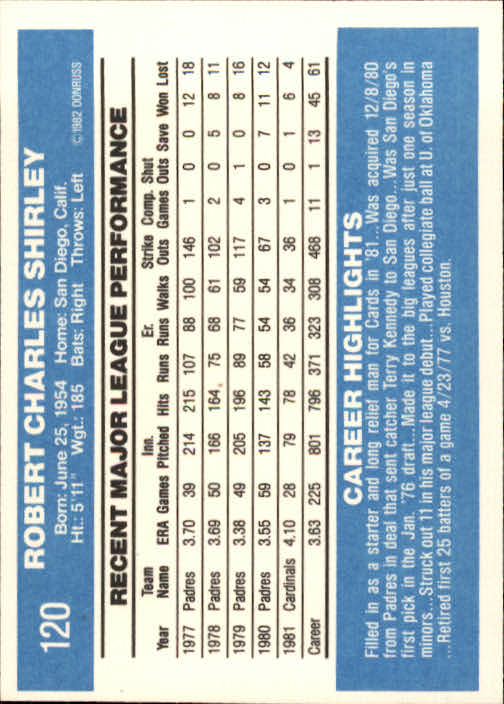 120
ROBERT CHARLES SHIRLEY
Born: June 25, 1954 Home: San Diego, Calif.
Ht.: 5'11" Wgt.: 185 Bats: Right Throws: Left
©1982 DONRUSS
RECENT MAJOR LEAGUE PERFORMANCE
Team Inn. Er. Strike Comp. Shut
Year Name ERA Games Pitched Hits Runs Runs Walks Outs Games Outs Save Won Lost
1977 Padres 3.70 39 214 215 107 88 100 146 1 0 0 12 18
1978 Padres 3.69 50 166 164 75 68 61 102 2 0 5 8 11
1979 Padres 3.38 49 205 196 89 77 59 117 4 1 0 8 16
1980 Padres 3.55 59 137 143 58 54 54 67 3 0 7 11 12
1981 Cardinals 4.10 28 79 78 42 36 34 36 1 0 1 6 4
Career 3.63 225 801 796 371 323 308 468 11 1 13 45 61
CAREER HIGHLIGHTS
Filled in as a starter and long relief man for Cards in '81...Was acquired 12/8/80
from Padres in deal that sent catcher Terry Kennedy to San Diego...Was San Diego's
first pick in the Jan. '76 draft...Made it to the big leagues after just one season in
minors...Struck out 11 in his major league debut...Played collegiate ball at U. of Oklahoma
...Retired first 25 batters of a game 4/23/77 vs. Houston.